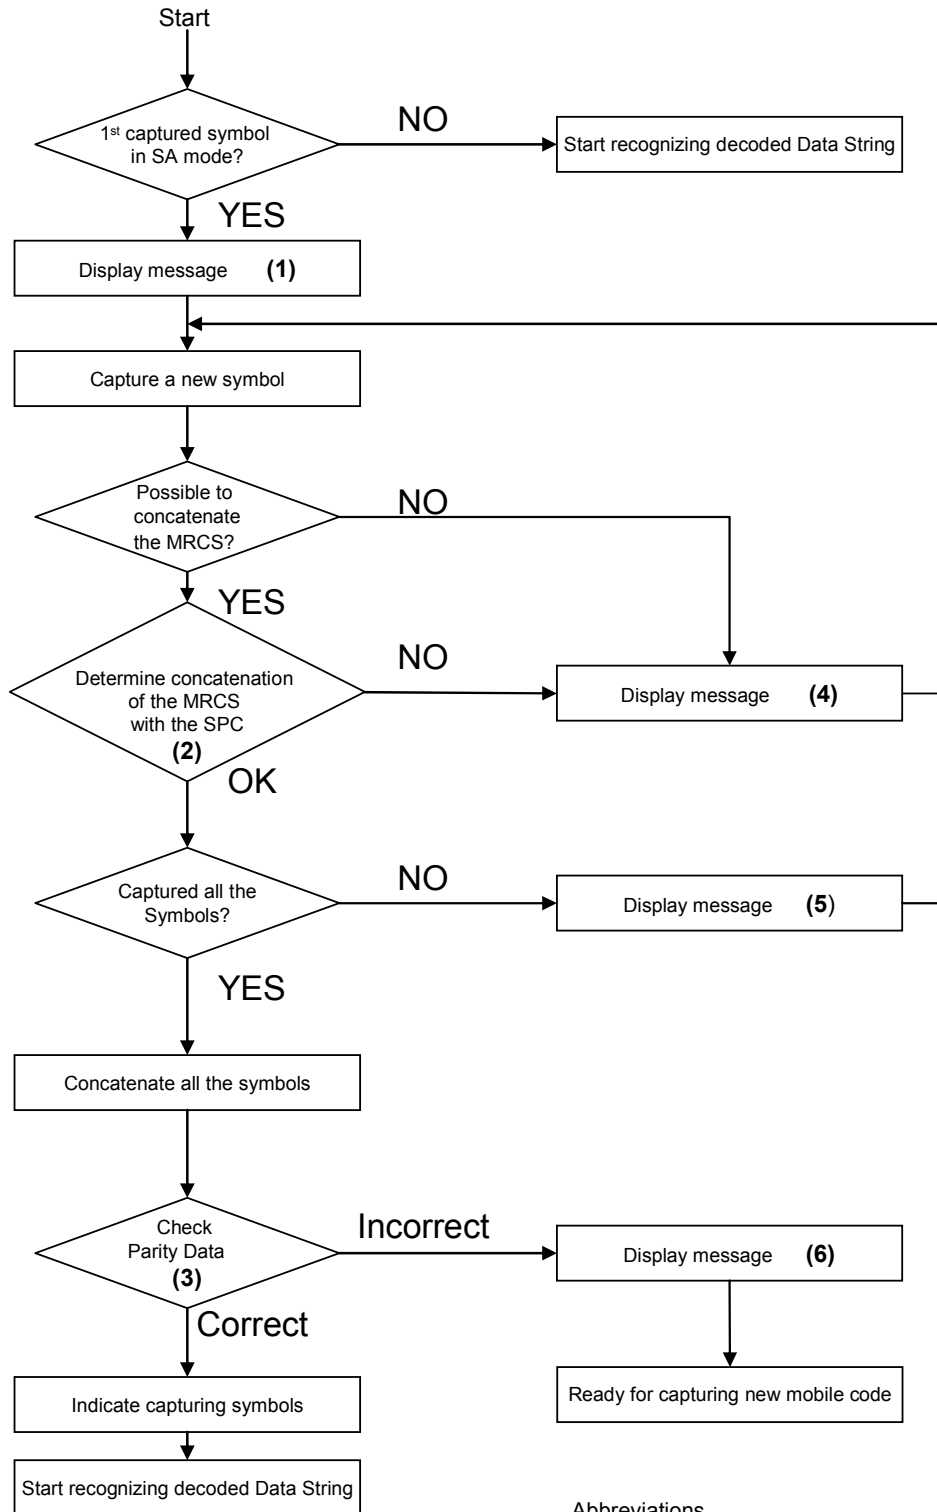 Start
1st captured symbol
in SA mode?
NO
Start recognizing decoded Data String
YES
Display message (1)
Capture a new symbol
Possible to
concatenate
the MRCS?
NO
YES
Determine concatenation
of the MRCS
with the SPC
(2)
NO
Display message (4)
OK
Captured all the
Symbols?
NO
Display message (5)
YES
Concatenate all the symbols
Check
Parity Data
(3)
Incorrect
Display message (6)
Correct
Indicate capturing symbols
Ready for capturing new mobile code
Start recognizing decoded Data String
Abbreviations